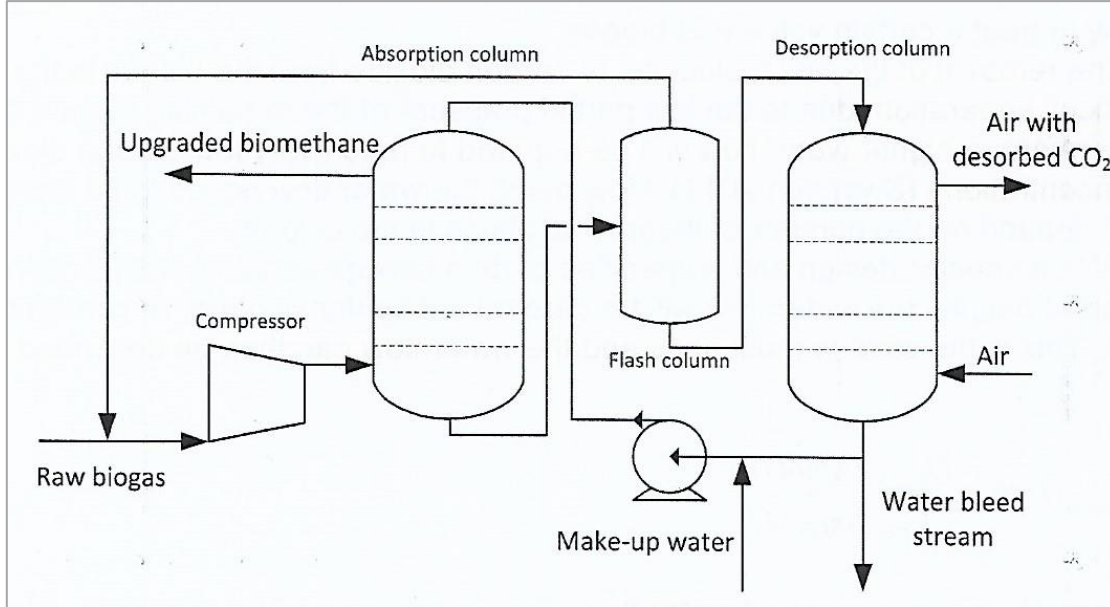 Absorption column
Desorption column
Upgraded biomethane
Air with
desorbed CO₂
Compressor
Flash column
Air
Raw biogas
Make-up water
Water bleed
stream